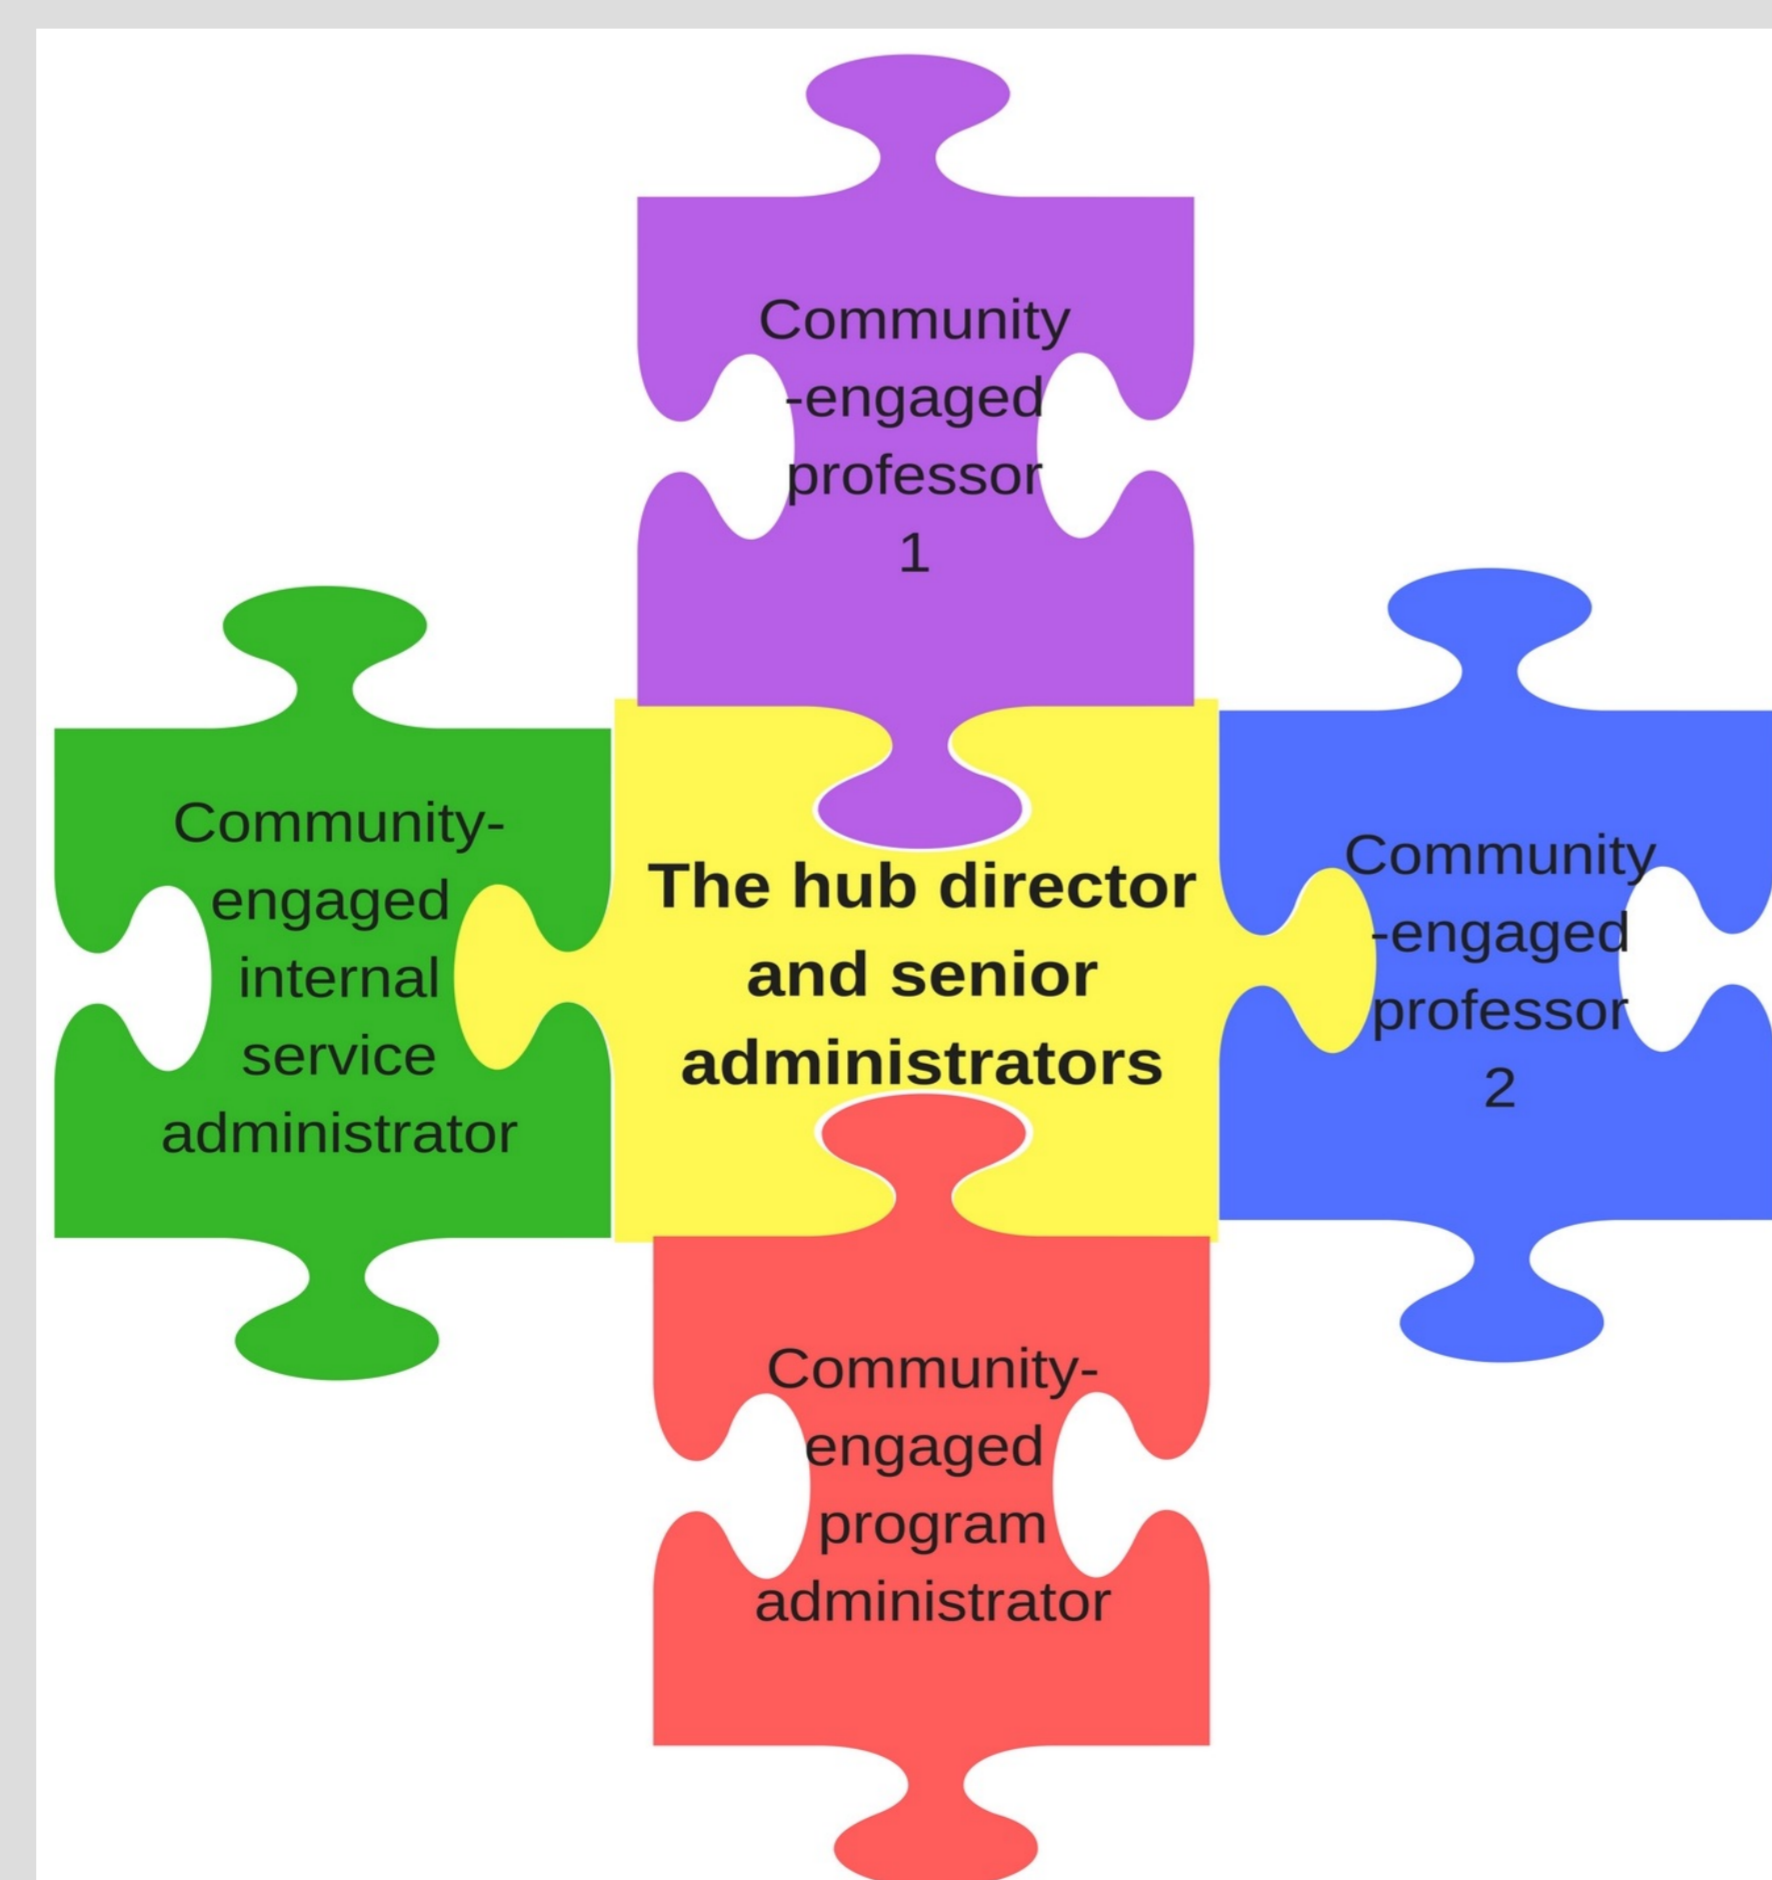 Community
-engaged
professor
1
Community-
engaged
internal
service
administrator
The hub director
and senior
administrators
Community
-engaged
professor
2
Community-
engaged
program
administrator